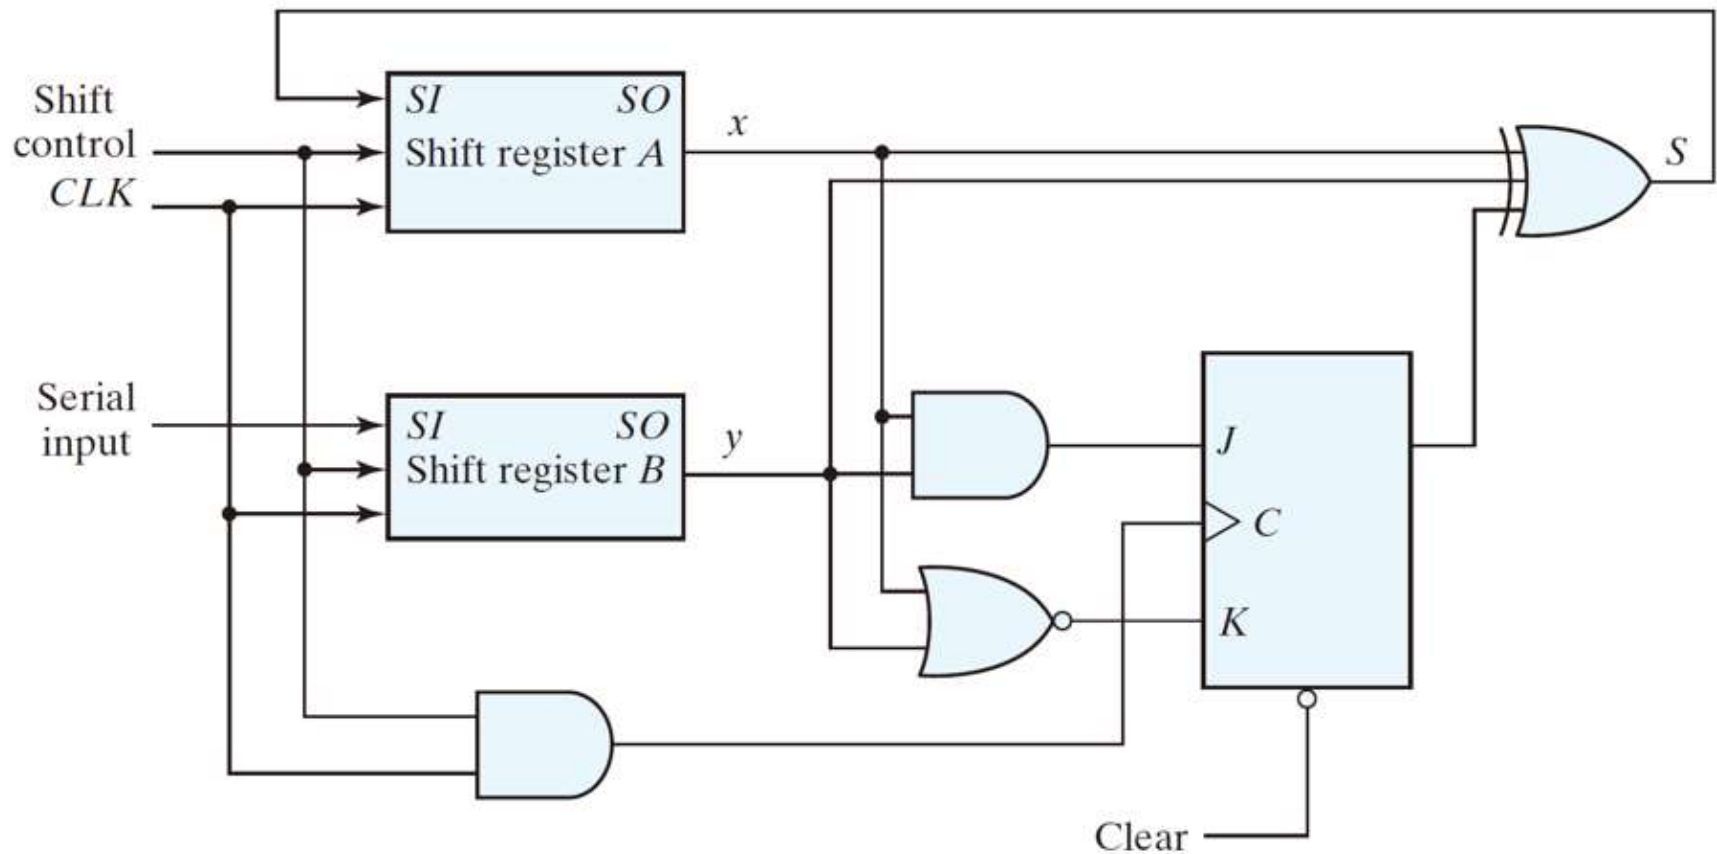 Shift
control
CLK
SI SO
Shift register A
x
S
Serial
input
SI SO
Shift register B
y
J
C
K
Clear